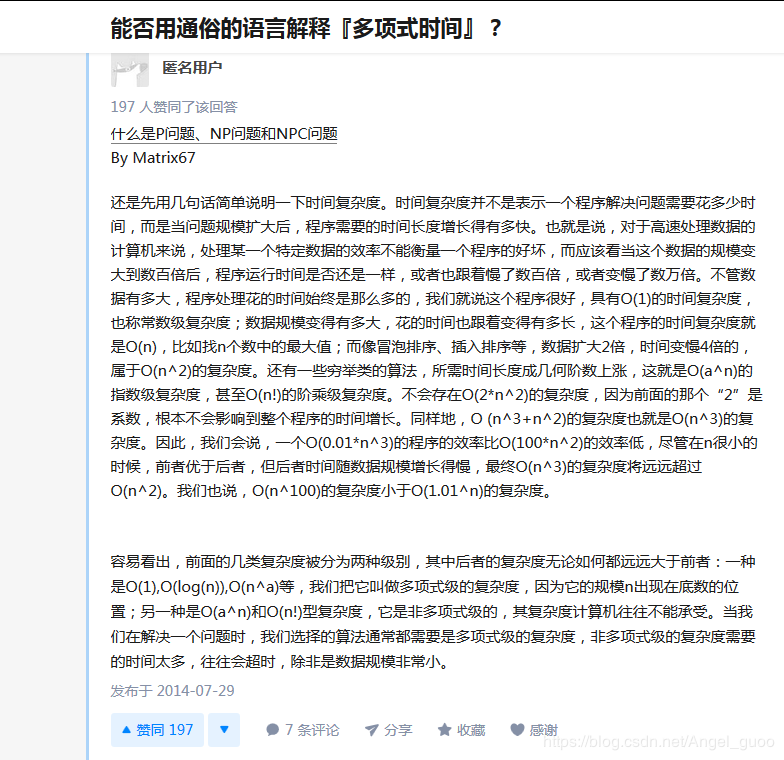 能否用通俗的语言解释『多项式时间』？
匿名用户
197 人赞同了该回答
什么是P问题、NP问题和NPC问题
By Matrix67
还是先用几句话简单说明一下时间复杂度。时间复杂度并不是表示一个程序解决问题需要花多少时
间，而是当问题规模扩大后，程序需要的时间长度增长得有多快。也就是说，对于高速处理数据的
计算机来说，处理某一个特定数据的效率不能衡量一个程序的好坏，而应该看当这个数据的规模变
大到数百倍后，程序运行时间是否还是一样，或者也跟着慢了数百倍，或者变慢了数万倍。不管数
据有多大，程序处理花的时间始终是那么多的，我们就说这个程序很好，具有O(1)的时间复杂度，
也称常数级复杂度；数据规模变得有多大，花的时间也跟着变得有多长，这个程序的时间复杂度就
是O(n)，比如找n个数中的最大值；而像冒泡排序、插入排序等，数据扩大2倍，时间变慢4倍的，
属于O(n^2)的复杂度。还有一些穷举类的算法，所需时间长度成几何阶数上涨，这就是O(a^n)的
指数级复杂度，甚至O(n!)的阶乘级复杂度。不会存在O(2*n^2)的复杂度，因为前面的那个“2”是
系数，根本不会影响到整个程序的时间增长。同样地，O (n^3+n^2)的复杂度也就是O(n^3)的复
杂度。因此，我们会说，一个O(0.01*n^3)的程序的效率比O(100*n^2)的效率低，尽管在n很小的
时候，前者优于后者，但后者时间随数据规模增长得慢，最终O(n^3)的复杂度将远远超过
O(n^2)。我们也说，O(n^100)的复杂度小于O(1.01^n)的复杂度。
容易看出，前面的几类复杂度被分为两种级别，其中后者的复杂度无论如何都远远大于前者：一种
是O(1),O(log(n)),O(n^a)等，我们把它叫做多项式级的复杂度，因为它的规模n出现在底数的位
置；另一种是O(a^n)和O(n!)型复杂度，它是非多项式级的，其复杂度计算机往往不能承受。当我
们在解决一个问题时，我们选择的算法通常都需要是多项式级的复杂度，非多项式级的复杂度需要
的时间太多，往往会超时，除非是数据规模非常小。
发布于 2014-07-29
赞同 197
7 条评论
分享
收藏
感谢
https://blog.csdn.net/Angel_guoo